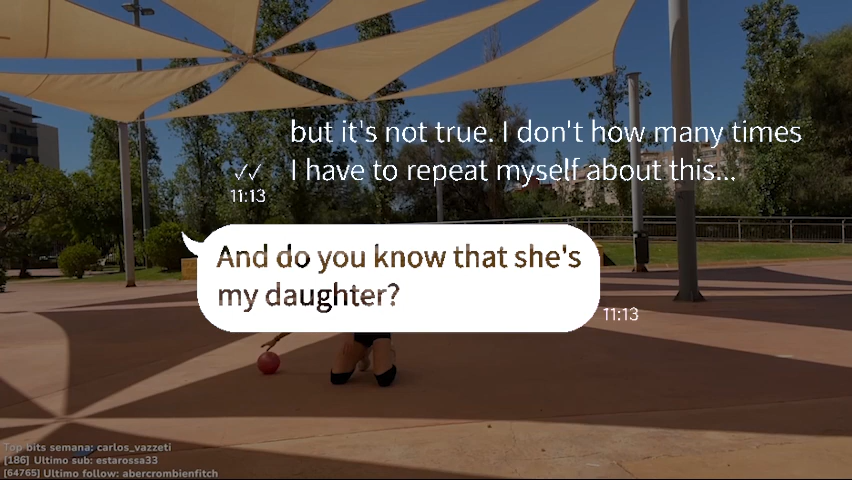 but it's not true. I don't how many times
I have to repeat myself about this...
11:13
And do you know that she's
my daughter?
11:13
Top bits semana: carlos_vazzeti
[186] Ultimo sub: estarossa33
[64765] Ultimo follow: abercrombienfitch